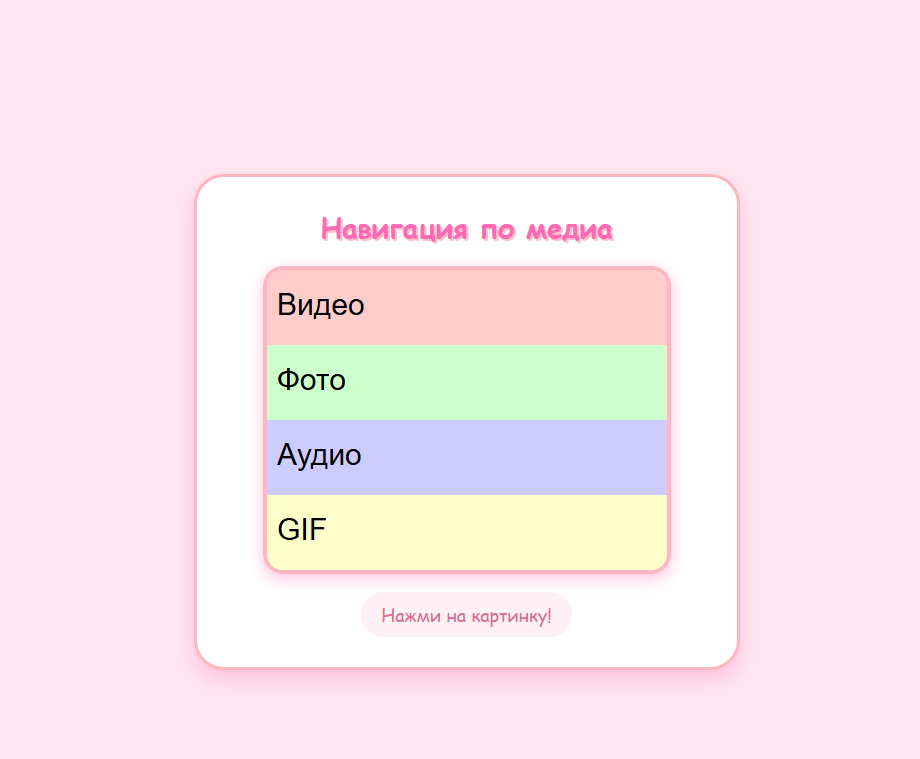 Навигация по медиа
Видео
Фото
Аудио
GIF
Нажми на картинку!